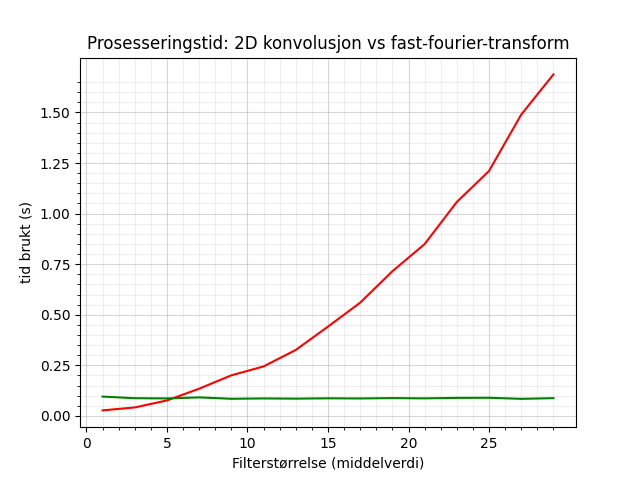 Prosesseringstid: 2D konvolusjon vs fast-fourier-transform
tid brukt (s)
1.50
1.25
1.00
0.75
0.50
0.25
0.00
0 5 10 15 20 25
Filterstørrelse (middelverdi)